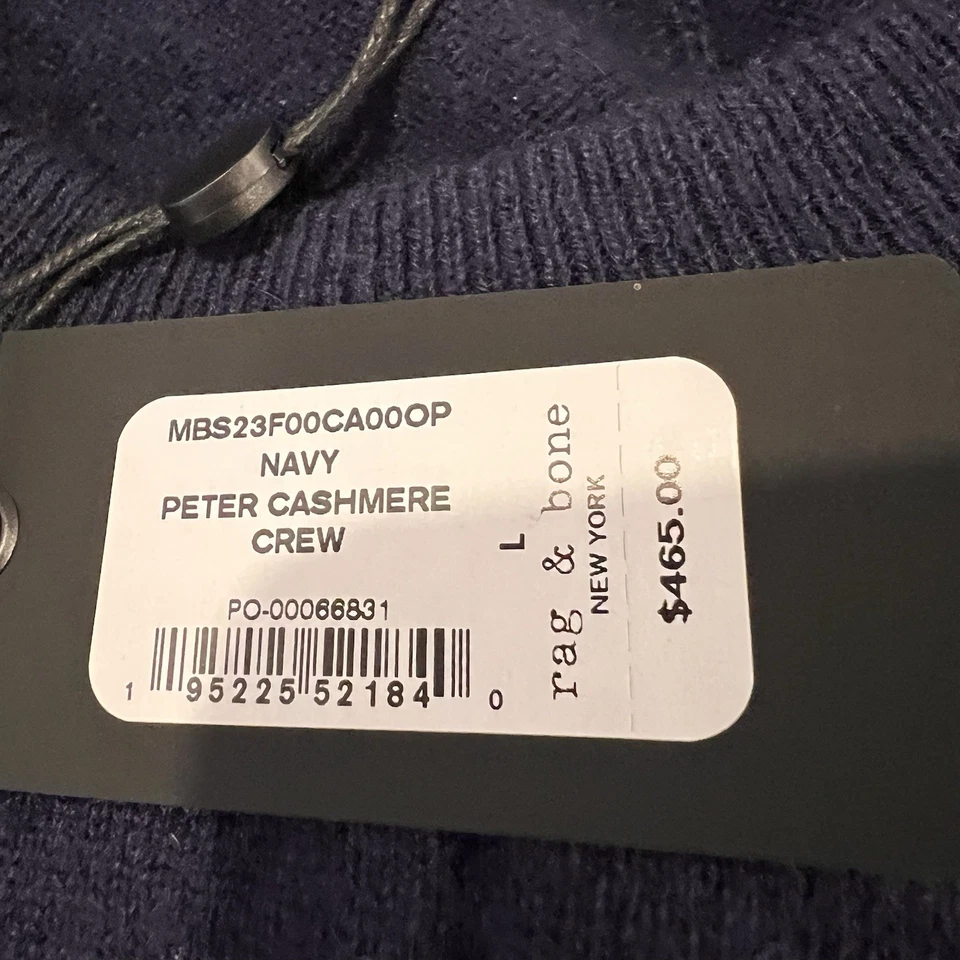 MBS23F00CA00OP
NAVY
PETER CASHMERE
CREW
PO-00066831
1 95225 52184 0
L
rag & bone
NEW YORK
$465.00